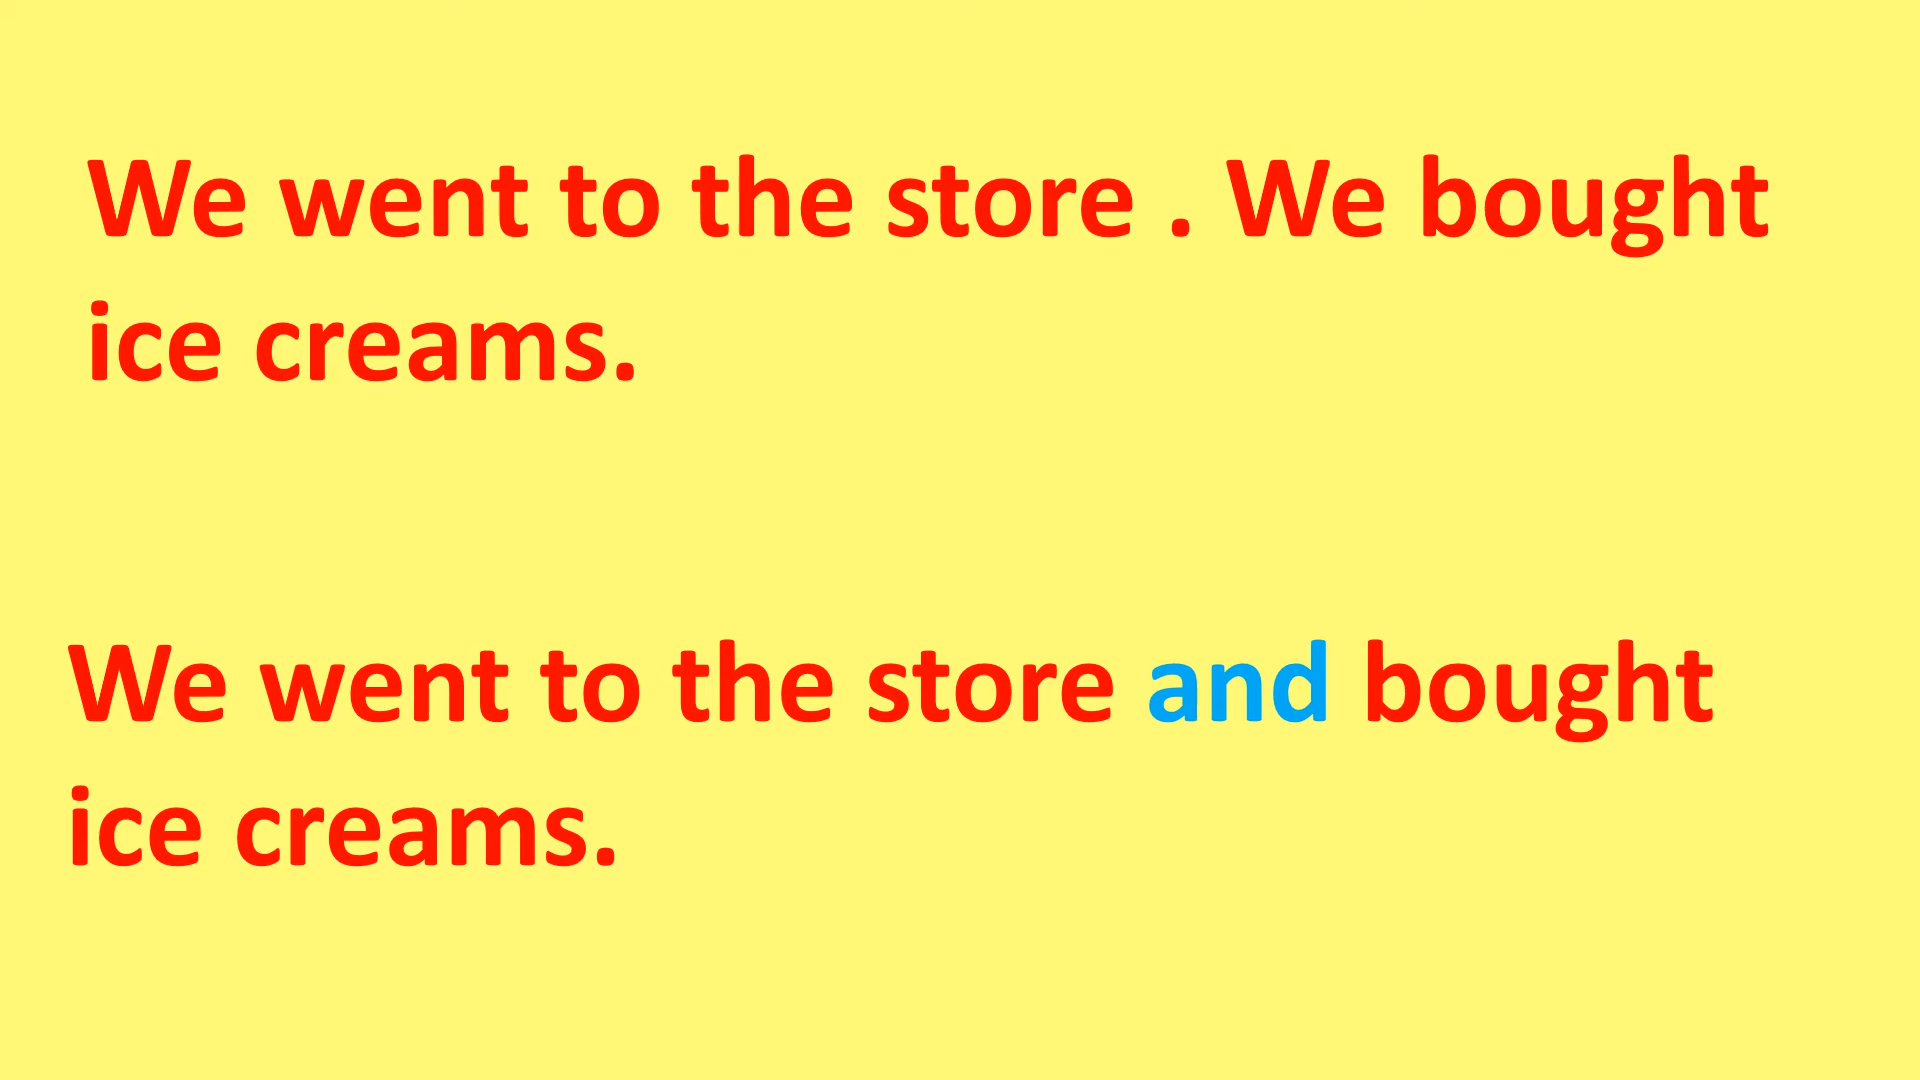 We went to the store . We bought
ice creams.
We went to the store and bought
ice creams.